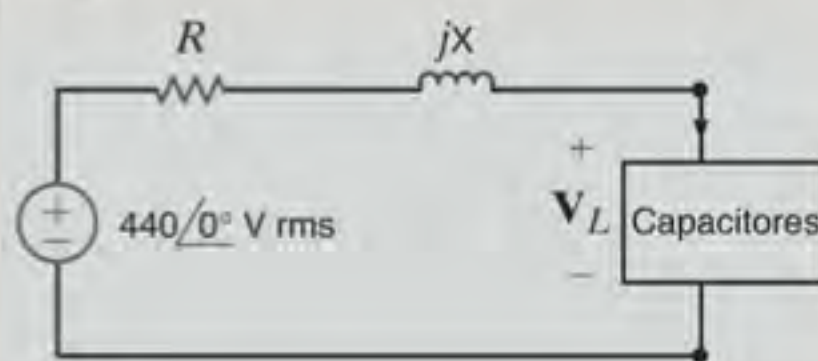 R
jX
+
−
440/0° V rms
+
V_L
−
Capacitores